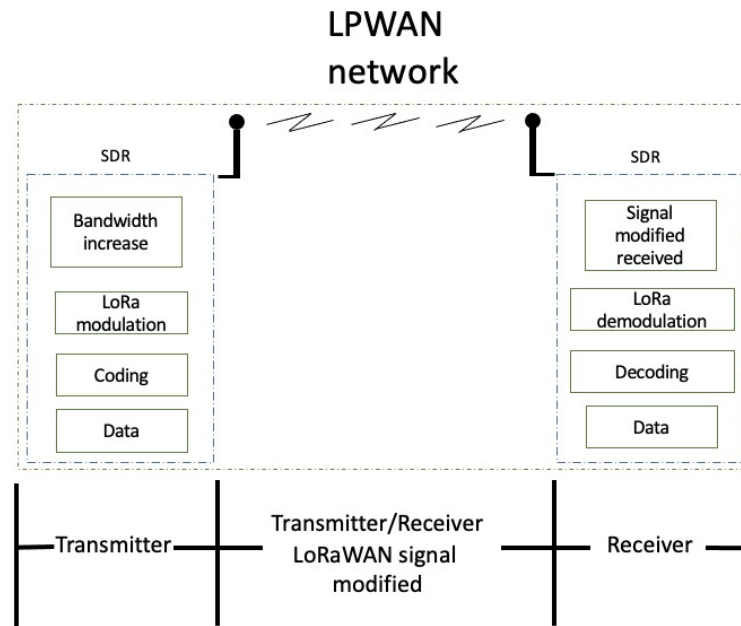 LPWAN
network
SDR
SDR
Bandwidth
increase
LoRa
modulation
Coding
Data
Signal
modified
received
LoRa
demodulation
Decoding
Data
Transmitter
Transmitter/Receiver
LoRaWAN signal
modified
Receiver